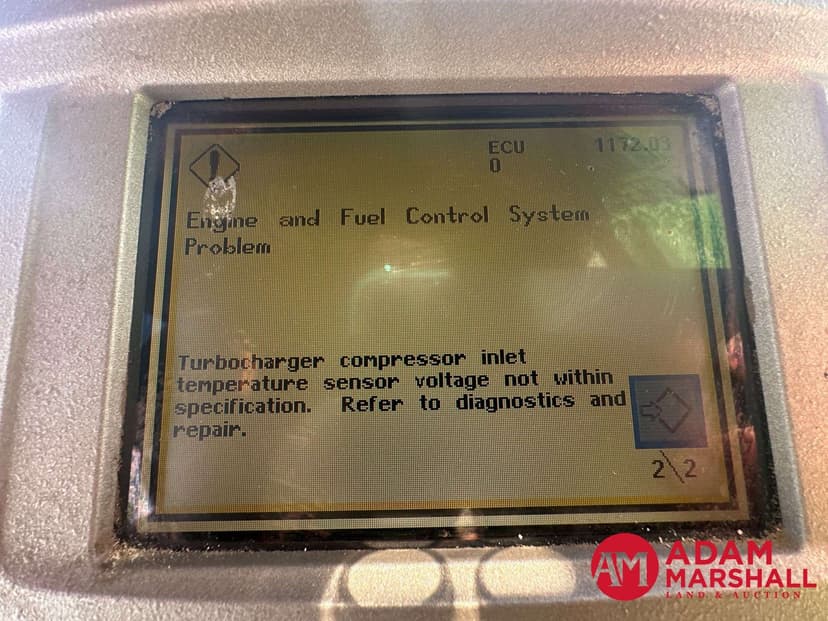 ECU 1172.03
0
Engine and Fuel Control System
Problem
Turbocharger compressor inlet
temperature sensor voltage not within
specification. Refer to diagnostics and
repair.
2\2
AM ADAM
MARSHALL
LAND & AUCTION